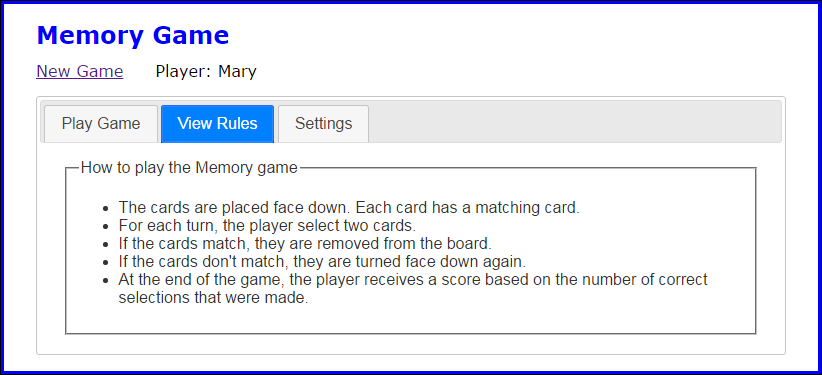 Memory Game
New Game Player: Mary
Play Game View Rules Settings
How to play the Memory game
• The cards are placed face down. Each card has a matching card.
• For each turn, the player select two cards.
• If the cards match, they are removed from the board.
• If the cards don't match, they are turned face down again.
• At the end of the game, the player receives a score based on the number of correct
selections that were made.